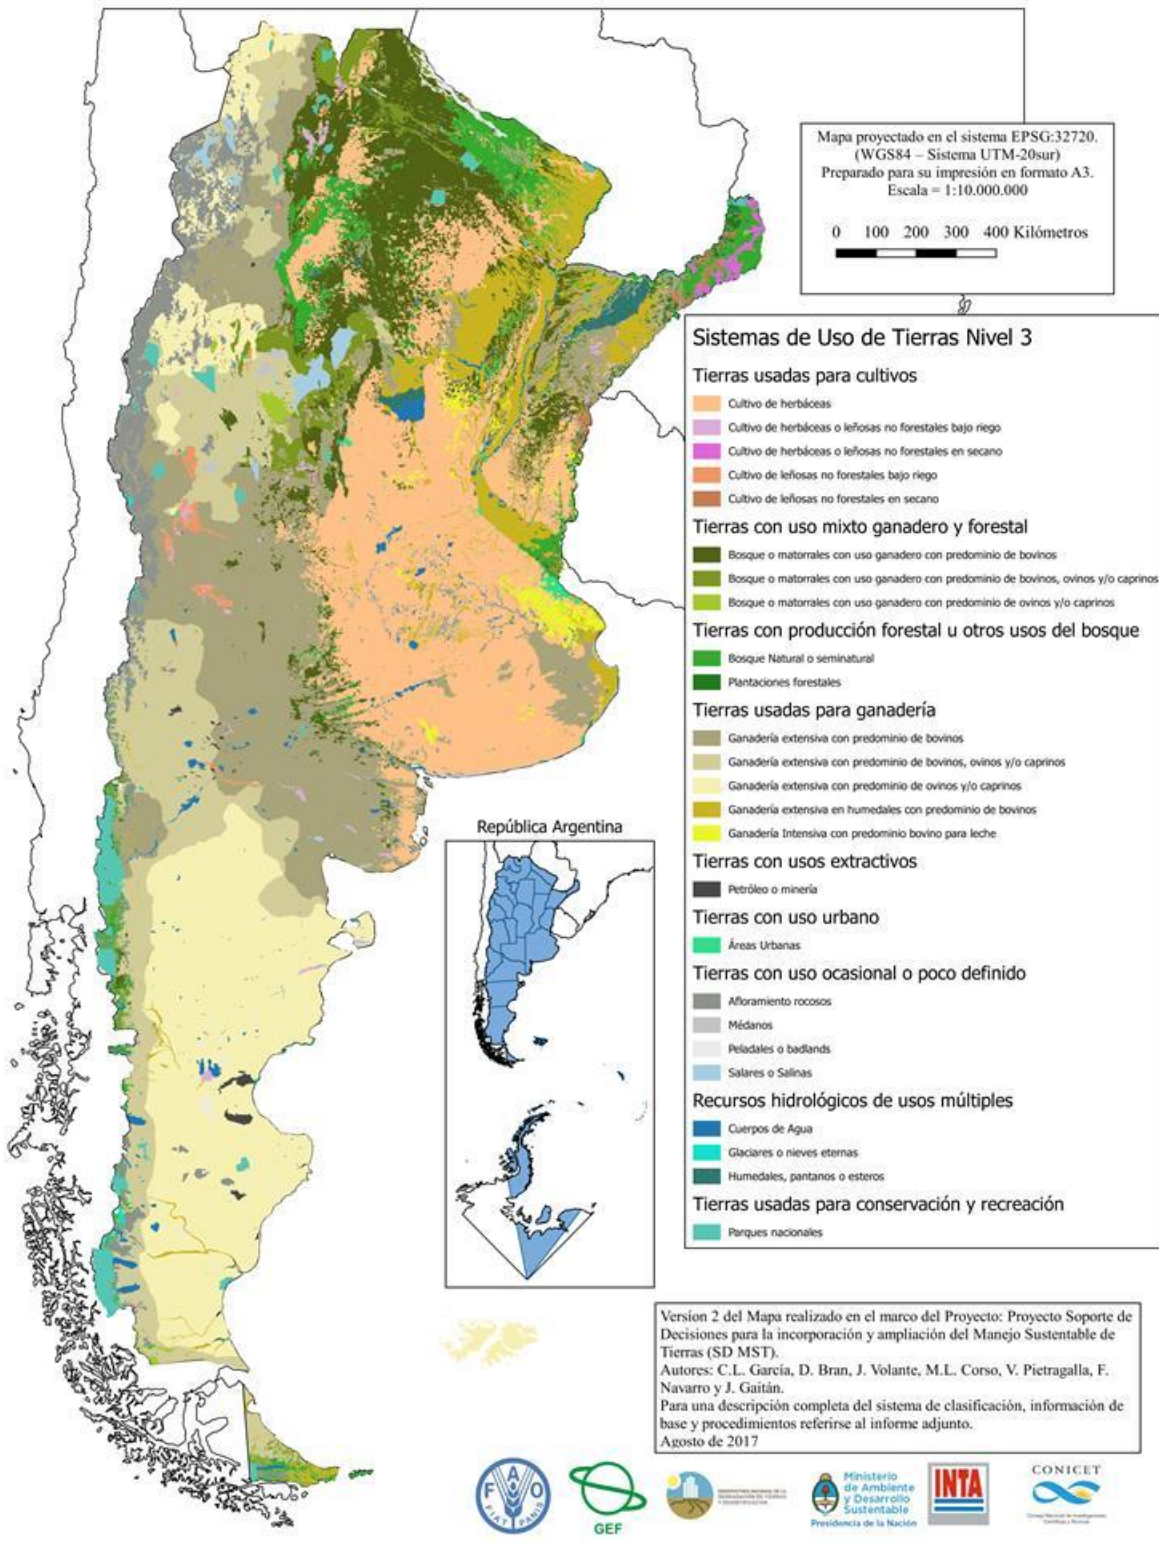 Mapa proyectado en el sistema EPSG:32720.
(WGS84 – Sistema UTM-20sur)
Preparado para su impresión en formato A3.
Escala = 1:10.000.000
0 100 200 300 400 Kilómetros
Sistemas de Uso de Tierras Nivel 3
Tierras usadas para cultivos
Cultivo de herbáceas
Cultivo de herbáceas o leñosas no forestales bajo riego
Cultivo de herbáceas o leñosas no forestales en secano
Cultivo de leñosas no forestales bajo riego
Cultivo de leñosas no forestales en secano
Tierras con uso mixto ganadero y forestal
Bosque o matorrales con uso ganadero con predominio de bovinos
Bosque o matorrales con uso ganadero con predominio de bovinos, ovinos y/o caprinos
Bosque o matorrales con uso ganadero con predominio de ovinos y/o caprinos
Tierras con producción forestal u otros usos del bosque
Bosque Natural o seminatural
Plantaciones forestales
Tierras usadas para ganadería
Ganadería extensiva con predominio de bovinos
Ganadería extensiva con predominio de bovinos, ovinos y/o caprinos
Ganadería extensiva con predominio de ovinos y/o caprinos
Ganadería extensiva en humedales con predominio de bovinos
Ganadería Intensiva con predominio bovino para leche
Tierras con usos extractivos
Petróleo o minería
Tierras con uso urbano
Áreas Urbanas
Tierras con uso ocasional o poco definido
Afloramiento rocosos
Médanos
Peladales o badlands
Salares o Salinas
Recursos hidrológicos de usos múltiples
Cuerpos de Agua
Glaciares o nieves eternas
Humedales, pantanos o esteros
Tierras usadas para conservación y recreación
Parques nacionales
República Argentina
Versión 2 del Mapa realizado en el marco del Proyecto: Proyecto Soporte de
Decisiones para la incorporación y ampliación del Manejo Sustentable de
Tierras (SD MST).
Autores: C.L. García, D. Bran, J. Volante, M.L. Corso, V. Pietragalla, F.
Navarro y J. Gaitán.
Para una descripción completa del sistema de clasificación, información de
base y procedimientos referirse al informe adjunto.
Agosto de 2017
FAO
FIAT PANIS
GEF
Ministerio
de Ambiente
y Desarrollo
Sustentable
Presidencia de la Nación
INTA
CONICET